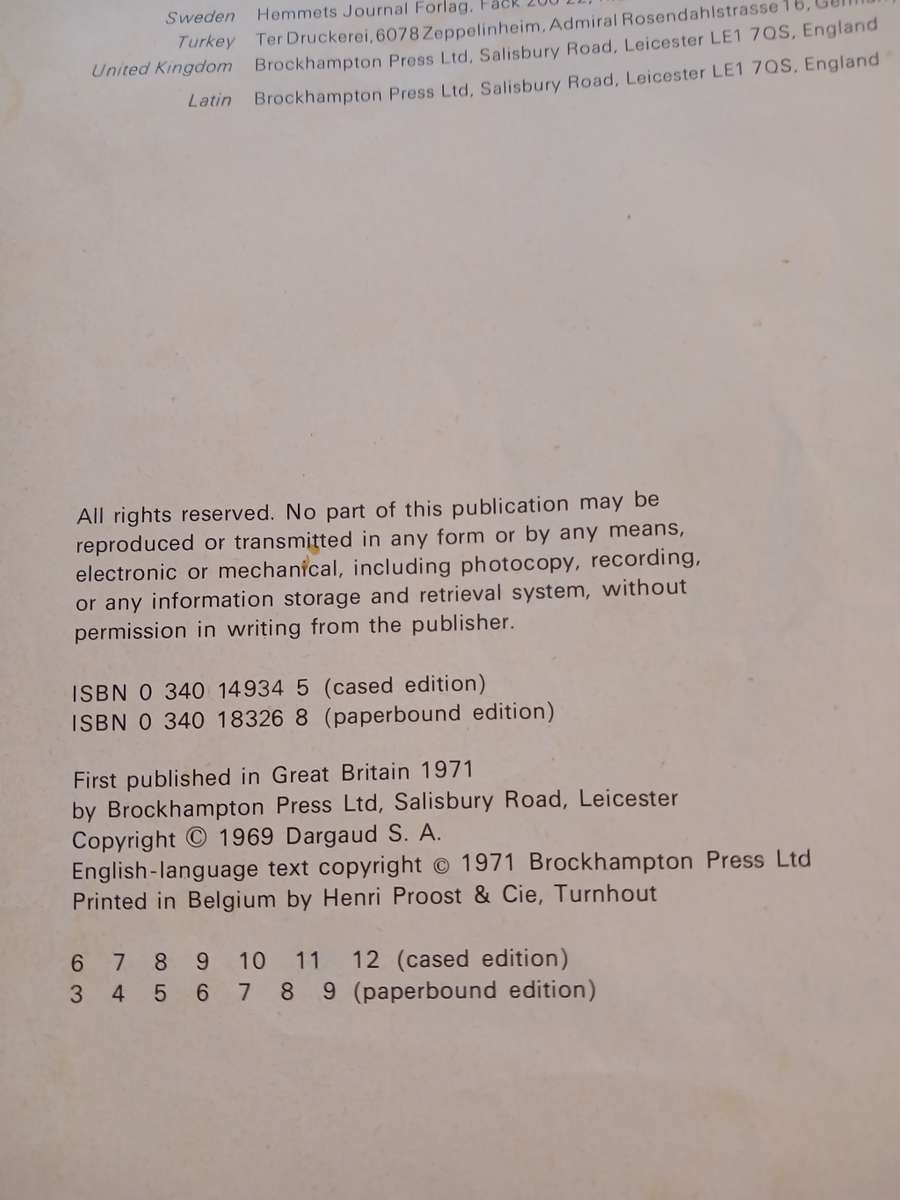 Sweden Hemmets Journal Forlag, Fack 200 22,
Turkey Ter Druckerei, 6078 Zeppelinheim, Admiral Rosendahlstrasse 16, Germany,
United Kingdom Brockhampton Press Ltd, Salisbury Road, Leicester LE1 7QS, England
Latin Brockhampton Press Ltd, Salisbury Road, Leicester LE1 7QS, England
All rights reserved. No part of this publication may be
reproduced or transmitted in any form or by any means,
electronic or mechanical, including photocopy, recording,
or any information storage and retrieval system, without
permission in writing from the publisher.
ISBN 0 340 14934 5 (cased edition)
ISBN 0 340 18326 8 (paperbound edition)
First published in Great Britain 1971
by Brockhampton Press Ltd, Salisbury Road, Leicester
Copyright © 1969 Dargaud S. A.
English-language text copyright © 1971 Brockhampton Press Ltd
Printed in Belgium by Henri Proost & Cie, Turnhout
6 7 8 9 10 11 12 (cased edition)
3 4 5 6 7 8 9 (paperbound edition)